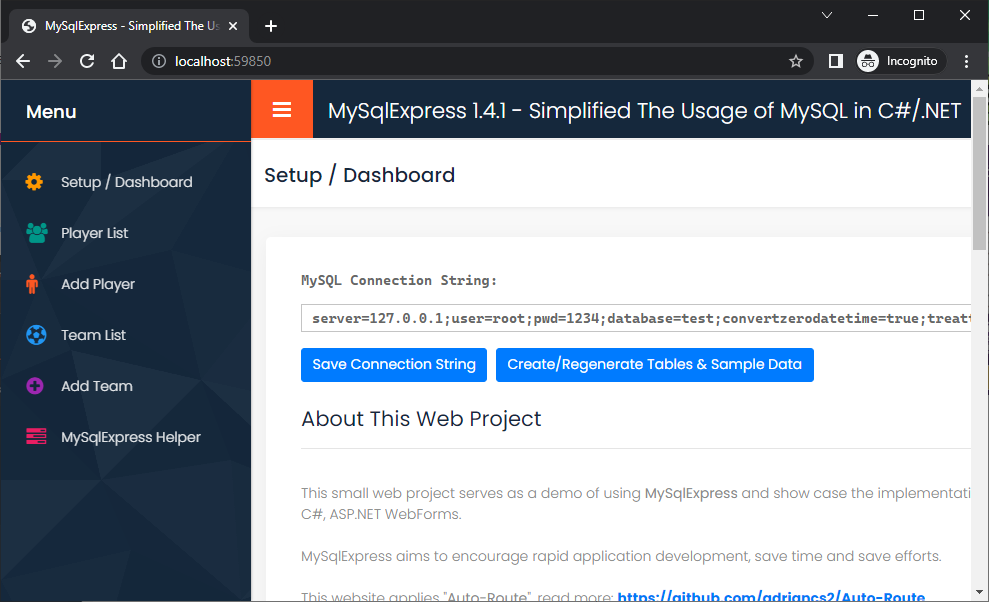 MySqlExpress - Simplified The Us
localhost:59850
Incognito
Menu
MySqlExpress 1.4.1 - Simplified The Usage of MySQL in C#/.NET
Setup / Dashboard
Setup / Dashboard
Player List
Add Player
Team List
Add Team
MySqlExpress Helper
MySQL Connection String:
server=127.0.0.1;user=root;pwd=1234;database=test;convertzerodatetime=true;treatt
Save Connection String
Create/Regenerate Tables & Sample Data
About This Web Project
This small web project serves as a demo of using MySqlExpress and show case the implementati
C#, ASP.NET WebForms.
MySqlExpress aims to encourage rapid application development, save time and save efforts.
This website applies "Auto-Route", read more: https://github.com/adriancs2/Auto-Route